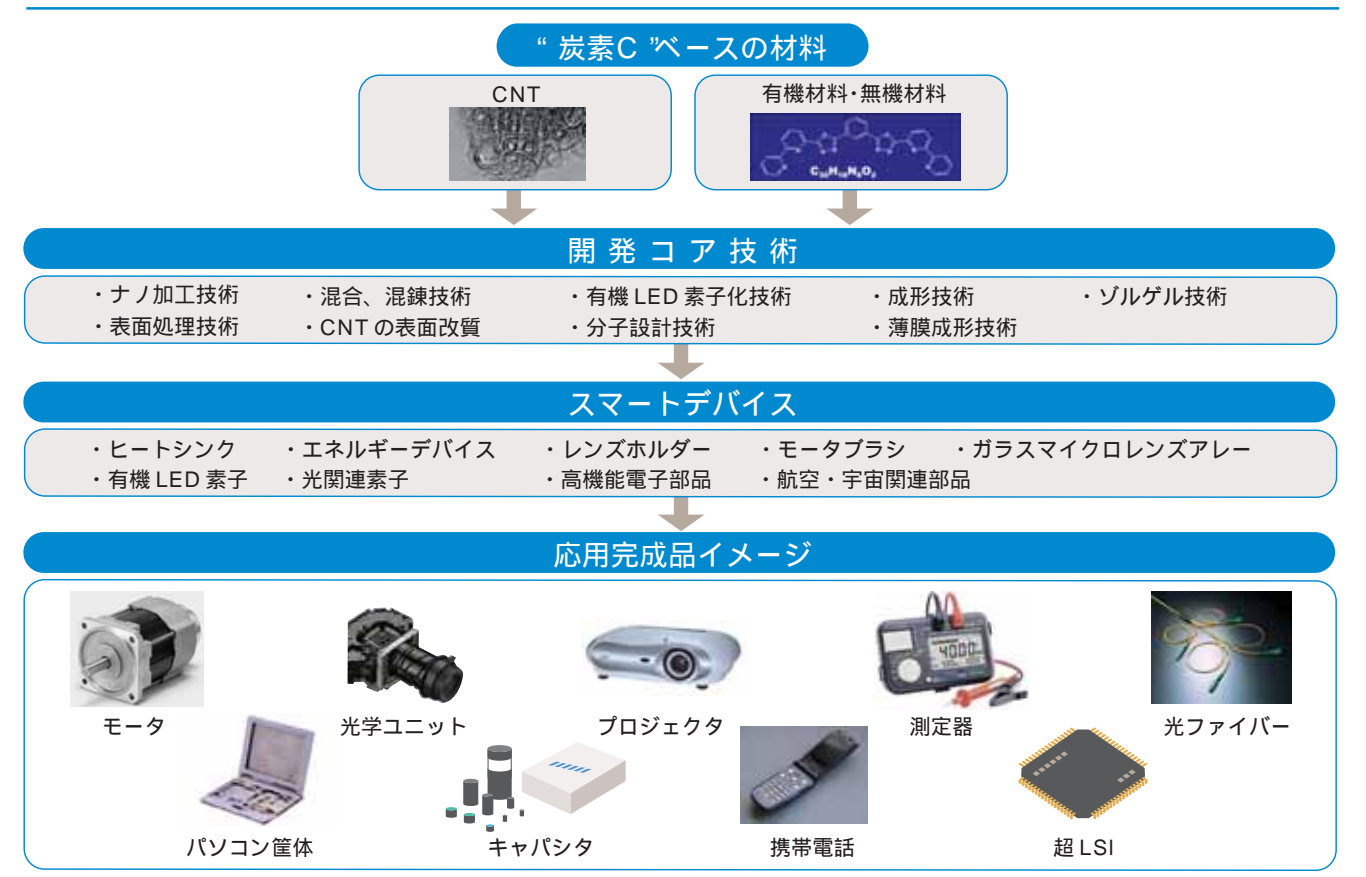 “ 炭素C ”ベースの材料
CNT
有機材料・無機材料
開発コア技術
・ナノ加工技術 ・混合、混錬技術 ・有機 LED 素子化技術 ・成形技術 ・ゾルゲル技術
・表面処理技術 ・CNT の表面改質 ・分子設計技術 ・薄膜成形技術
スマートデバイス
・ヒートシンク ・エネルギーデバイス ・レンズホルダー ・モータブラシ ・ガラスマイクロレンズアレー
・有機 LED 素子 ・光関連素子 ・高機能電子部品 ・航空・宇宙関連部品
応用完成品イメージ
4000
モータ 光学ユニット プロジェクタ 測定器 光ファイバー
パソコン筐体 キャパシタ 携帯電話 超 LSI